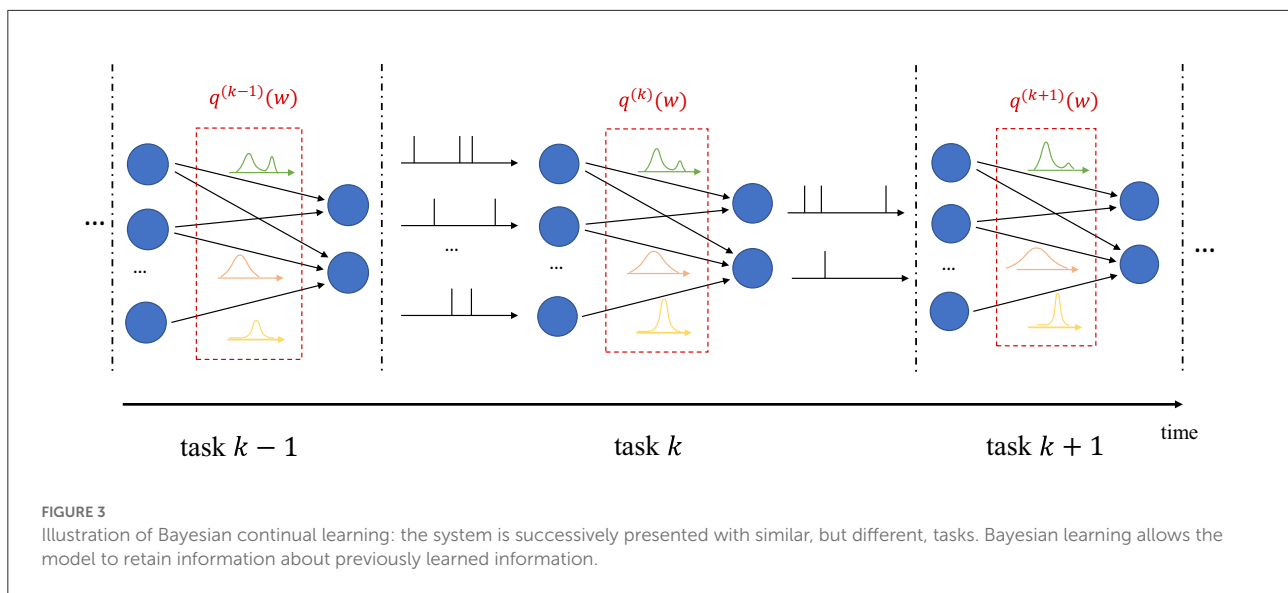 q^{(k−1)}(w)
q^{(k)}(w)
q^{(k+1)}(w)
...
...
...
...
...
...
time
task k − 1
task k
task k + 1
FIGURE 3
Illustration of Bayesian continual learning: the system is successively presented with similar, but different, tasks. Bayesian learning allows the
model to retain information about previously learned information.